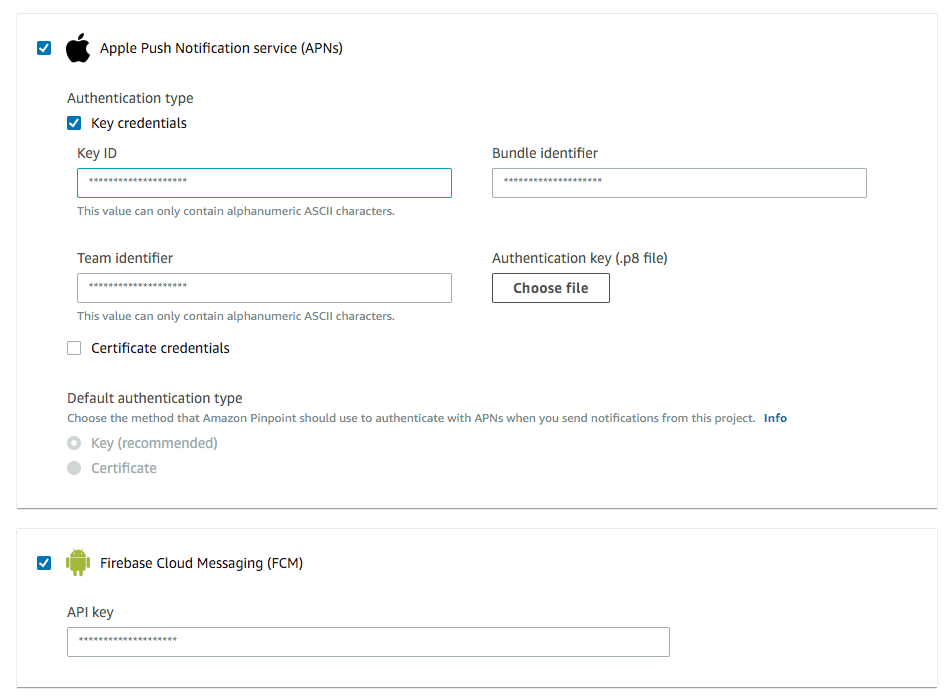 Apple Push Notification service (APNs)
Authentication type
Key credentials
Key ID
Bundle identifier
********************
********************
This value can only contain alphanumeric ASCII characters.
Team identifier
Authentication key (.p8 file)
********************
Choose file
This value can only contain alphanumeric ASCII characters.
Certificate credentials
Default authentication type
Choose the method that Amazon Pinpoint should use to authenticate with APNs when you send notifications from this project. Info
Key (recommended)
Certificate
Firebase Cloud Messaging (FCM)
API key
********************